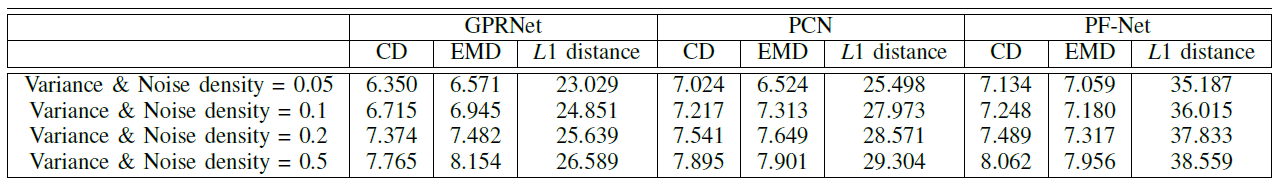 GPRNet PCN PF-Net
CD EMD L1 distance CD EMD L1 distance CD EMD L1 distance
Variance & Noise density = 0.05 6.350 6.571 23.029 7.024 6.524 25.498 7.134 7.059 35.187
Variance & Noise density = 0.1 6.715 6.945 24.851 7.217 7.313 27.973 7.248 7.180 36.015
Variance & Noise density = 0.2 7.374 7.482 25.639 7.541 7.649 28.571 7.489 7.317 37.833
Variance & Noise density = 0.5 7.765 8.154 26.589 7.895 7.901 29.304 8.062 7.956 38.559